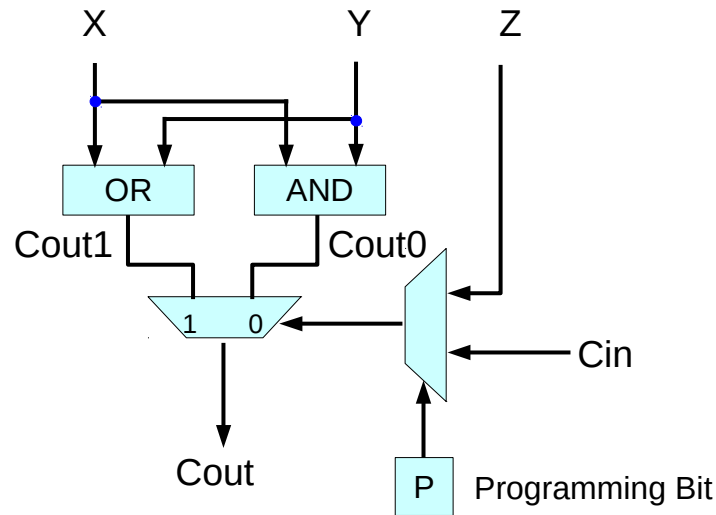 X Y Z
OR AND
Cout1 Cout0
1 0
Cin
Cout
P Programming Bit